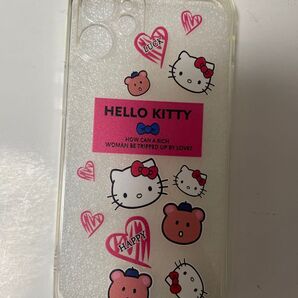 LUCK
HELLO KITTY
HOW CAN A RICH
WOMAN BE TRIPPED UP BY LOVE?
HAPPY